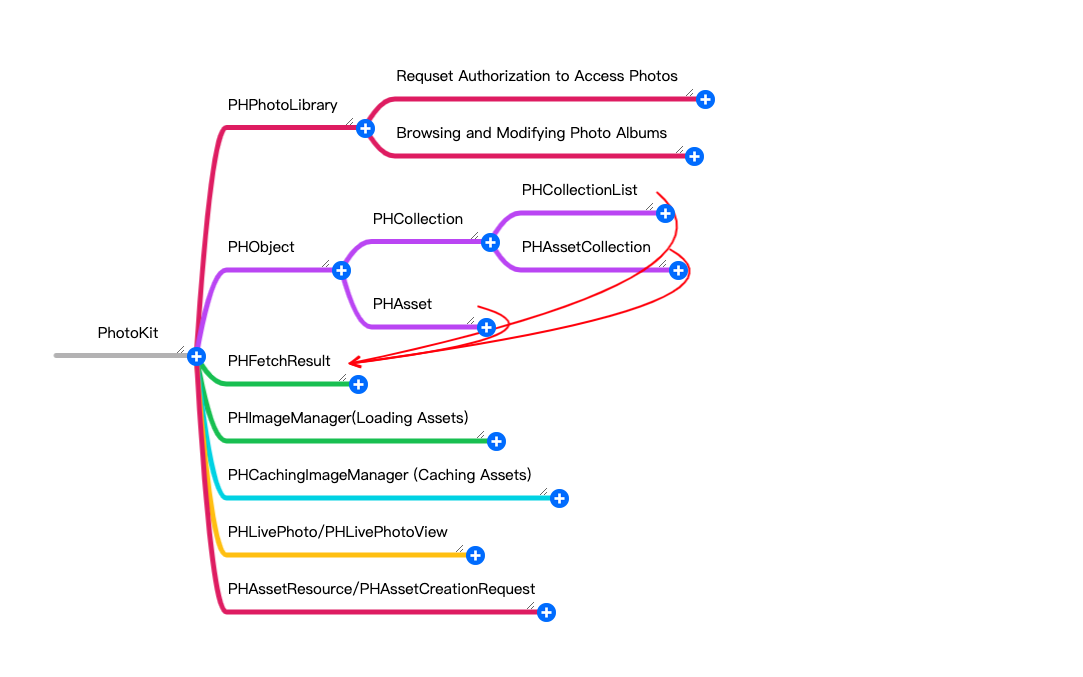 Requset Authorization to Access Photos
PHPhotoLibrary
Browsing and Modifying Photo Albums
PHCollectionList
PHCollection
PHObject
PHAssetCollection
PHAsset
PhotoKit
PHFetchResult
PHImageManager(Loading Assets)
PHCachingImageManager (Caching Assets)
PHLivePhoto/PHLivePhotoView
PHAssetResource/PHAssetCreationRequest